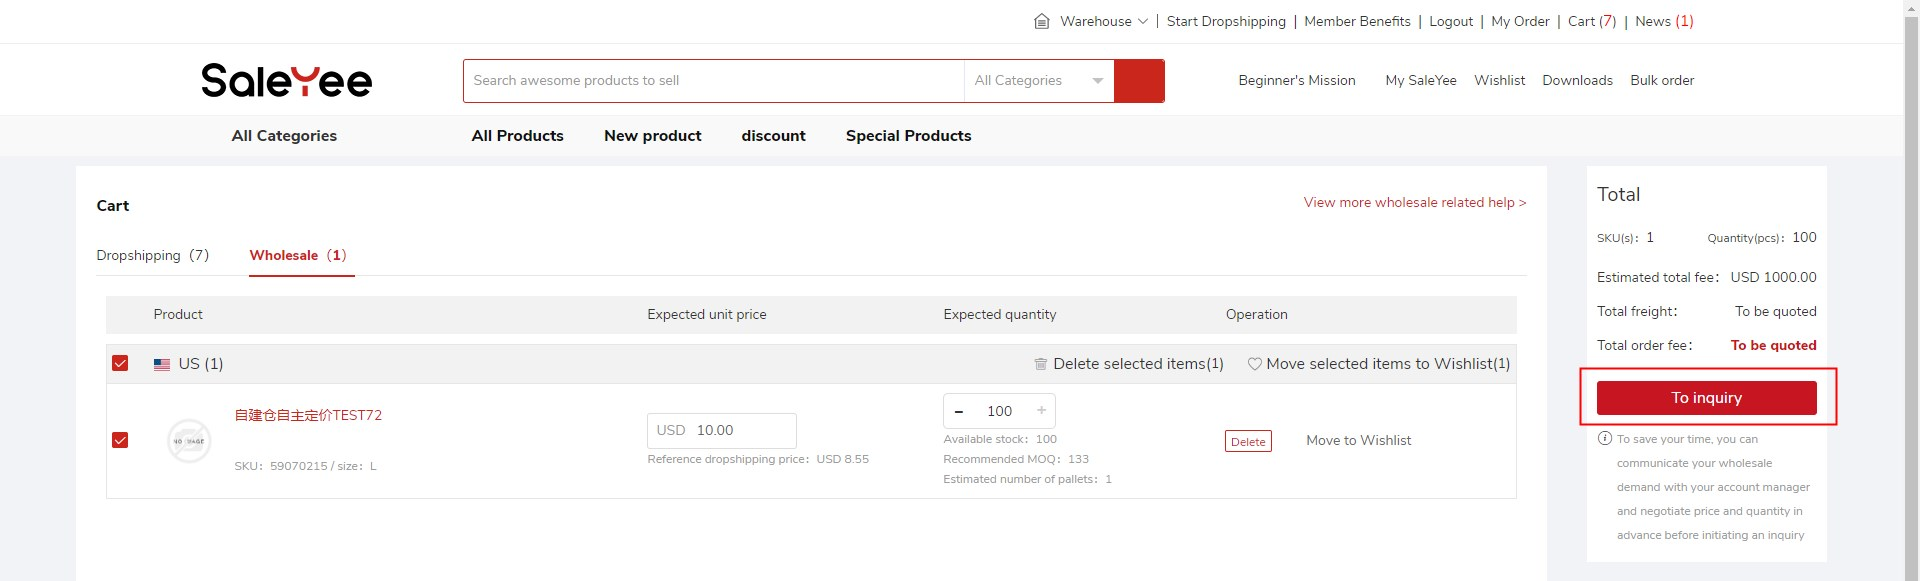 Warehouse | Start Dropshipping | Member Benefits | Logout | My Order | Cart (7) | News (1)
SaleYee
Search awesome products to sell
All Categories
Beginner's Mission
My SaleYee
Wishlist
Downloads
Bulk order
All Categories
All Products
New product
discount
Special Products
Cart
View more wholesale related help >
Dropshipping（7）
Wholesale（1）
Product
Expected unit price
Expected quantity
Operation
US (1)
Delete selected items(1)
Move selected items to Wishlist(1)
自建仓自主定价TEST72
SKU: 59070215 / size: L
NO IMAGE
USD 10.00
Reference dropshipping price: USD 8.55
- 100 +
Available stock: 100
Recommended MOQ: 133
Estimated number of pallets: 1
Delete
Move to Wishlist
Total
SKU(s): 1
Quantity(pcs): 100
Estimated total fee: USD 1000.00
Total freight: To be quoted
Total order fee: To be quoted
To inquiry
To save your time, you can
communicate your wholesale
demand with your account manager
and negotiate price and quantity in
advance before initiating an inquiry